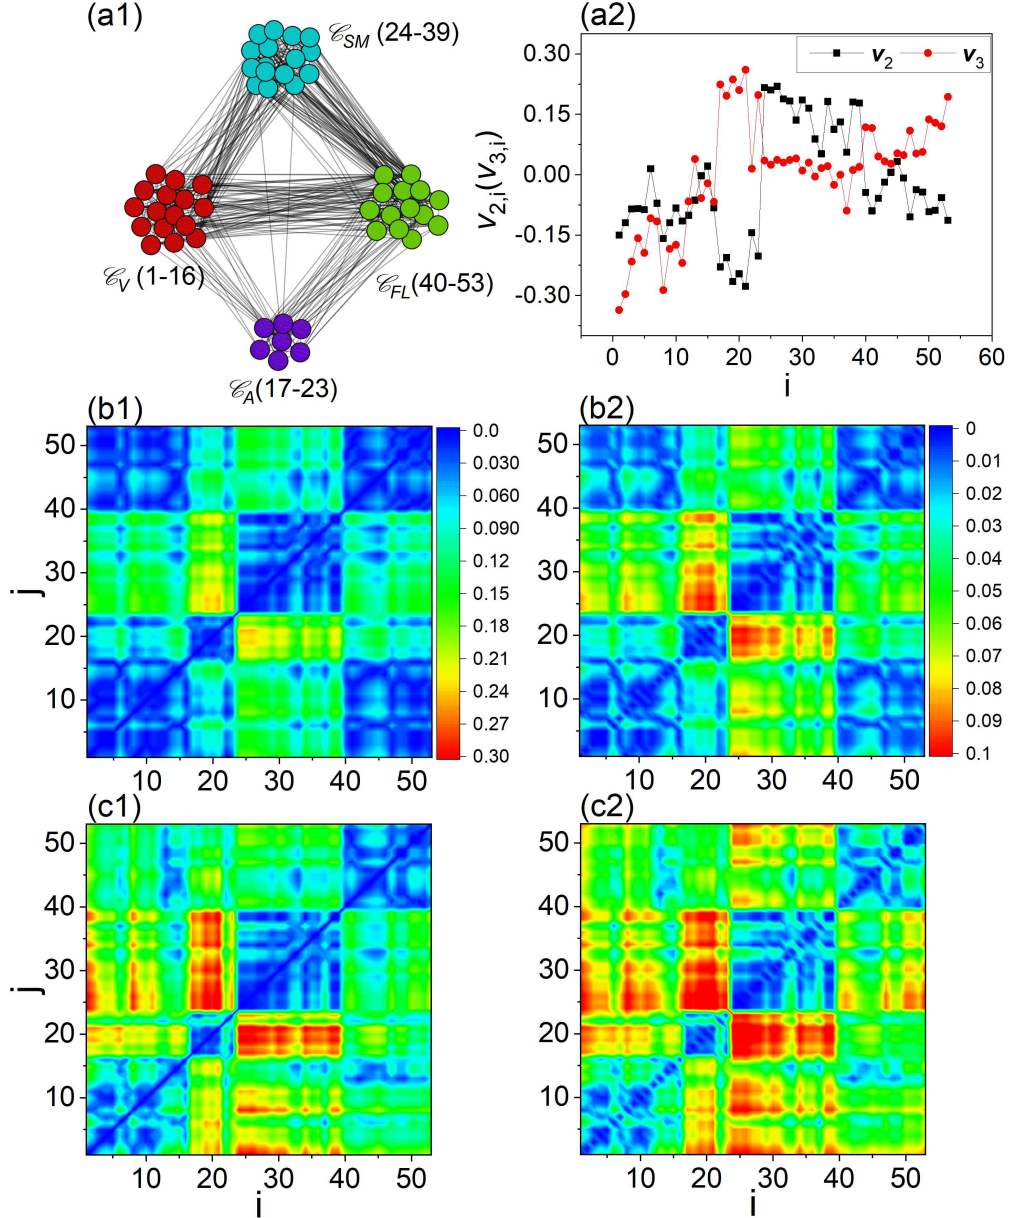 (a1)
𝒞SM (24-39)
𝒞V (1-16)
𝒞FL (40-53)
𝒞A (17-23)
(a2)
v2 v3
v2,i(v3,i)
0.30
0.15
0.00
-0.15
-0.30
0 10 20 30 40 50 60
i
(b1)
50
40
30
20
10
j
10 20 30 40 50
0.0
0.030
0.060
0.090
0.12
0.15
0.18
0.21
0.24
0.27
0.30
(b2)
50
40
30
20
10
10 20 30 40 50
0
0.01
0.02
0.03
0.04
0.05
0.06
0.07
0.08
0.09
0.1
(c1)
50
40
30
20
10
j
10 20 30 40 50
i
(c2)
50
40
30
20
10
10 20 30 40 50
i